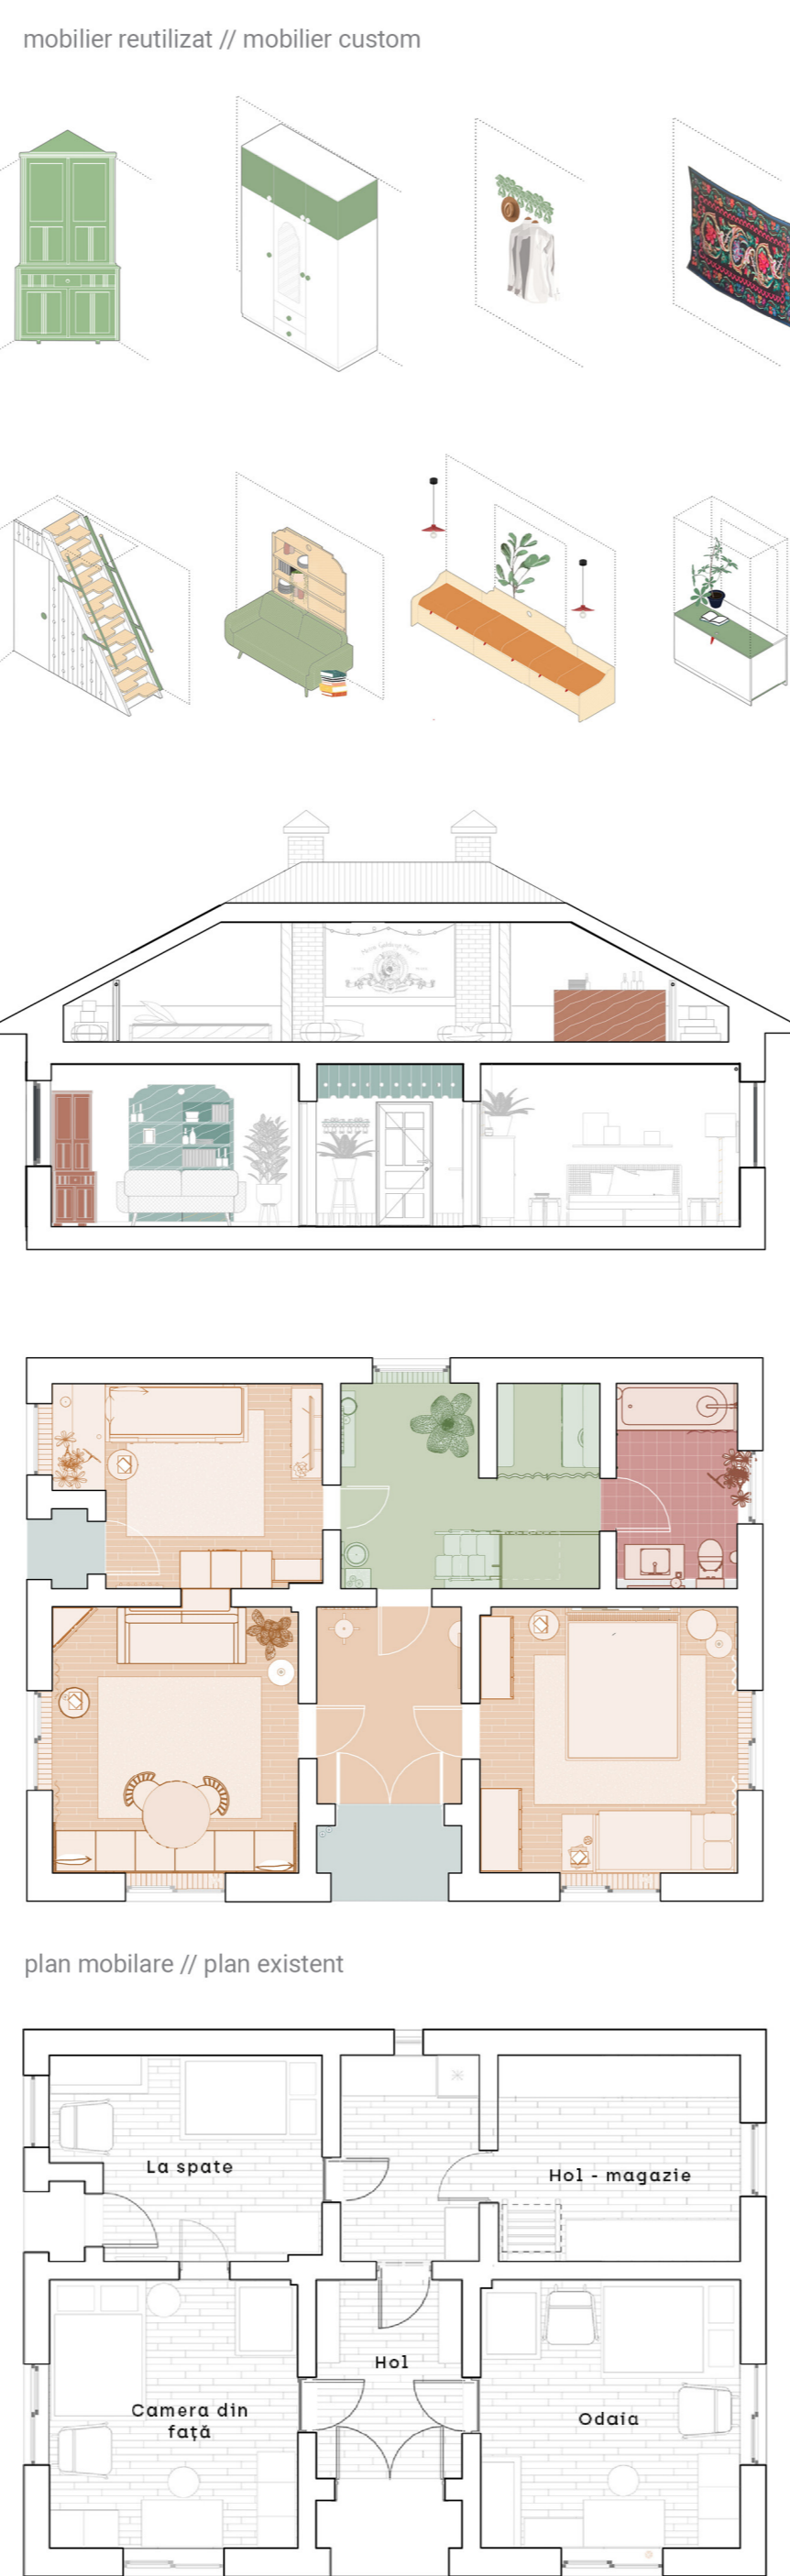 mobilier reutilizat // mobilier custom
plan mobilare // plan existent
La spate
Hol - magazie
Hol
Camera din
față
Odaia